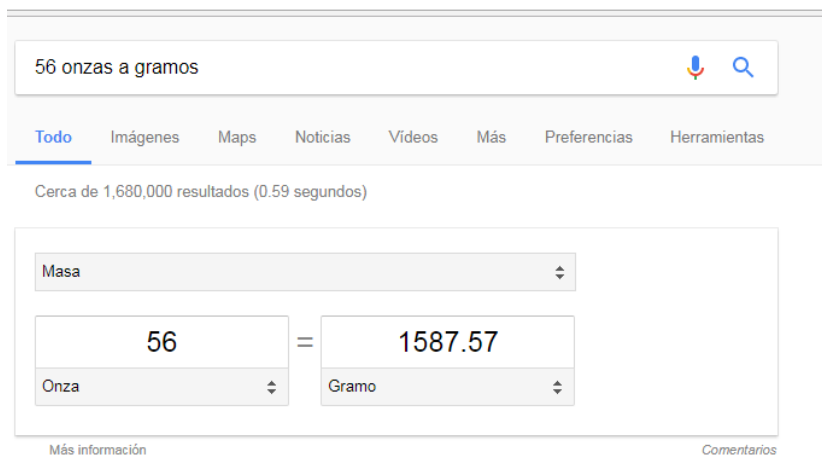 56 onzas a gramos
Todo Imágenes Maps Noticias Vídeos Más Preferencias Herramientas
Cerca de 1,680,000 resultados (0.59 segundos)
Masa
56 = 1587.57
Onza Gramo
Más información Comentarios